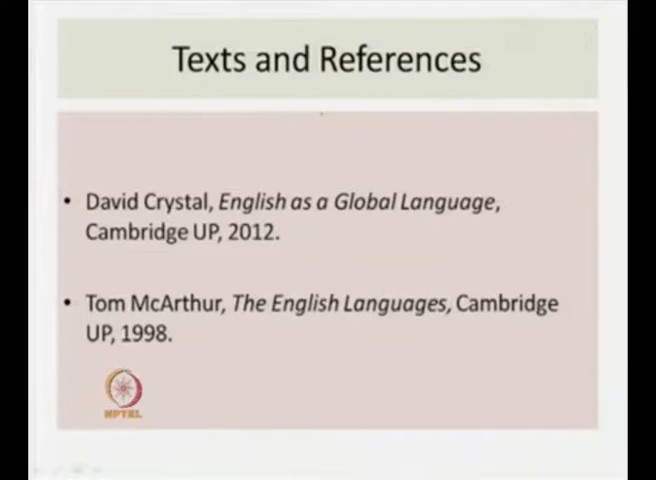 Texts and References
• David Crystal, English as a Global Language,
Cambridge UP, 2012.
• Tom McArthur, The English Languages, Cambridge
UP, 1998.
NPTEL